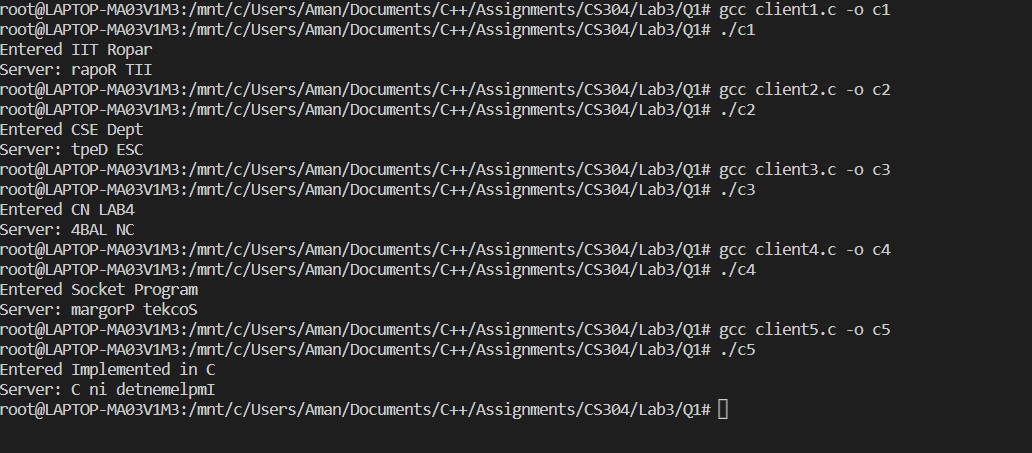 root@LAPTOP-MA03V1M3:/mnt/c/Users/Aman/Documents/C++/Assignments/CS304/Lab3/Q1# gcc client1.c -o c1
root@LAPTOP-MA03V1M3:/mnt/c/Users/Aman/Documents/C++/Assignments/CS304/Lab3/Q1# ./c1
Entered IIT Ropar
Server: rapoR TII
root@LAPTOP-MA03V1M3:/mnt/c/Users/Aman/Documents/C++/Assignments/CS304/Lab3/Q1# gcc client2.c -o c2
root@LAPTOP-MA03V1M3:/mnt/c/Users/Aman/Documents/C++/Assignments/CS304/Lab3/Q1# ./c2
Entered CSE Dept
Server: tpeD ESC
root@LAPTOP-MA03V1M3:/mnt/c/Users/Aman/Documents/C++/Assignments/CS304/Lab3/Q1# gcc client3.c -o c3
root@LAPTOP-MA03V1M3:/mnt/c/Users/Aman/Documents/C++/Assignments/CS304/Lab3/Q1# ./c3
Entered CN LAB4
Server: 4BAL NC
root@LAPTOP-MA03V1M3:/mnt/c/Users/Aman/Documents/C++/Assignments/CS304/Lab3/Q1# gcc client4.c -o c4
root@LAPTOP-MA03V1M3:/mnt/c/Users/Aman/Documents/C++/Assignments/CS304/Lab3/Q1# ./c4
Entered Socket Program
Server: margorP tekcoS
root@LAPTOP-MA03V1M3:/mnt/c/Users/Aman/Documents/C++/Assignments/CS304/Lab3/Q1# gcc client5.c -o c5
root@LAPTOP-MA03V1M3:/mnt/c/Users/Aman/Documents/C++/Assignments/CS304/Lab3/Q1# ./c5
Entered Implemented in C
Server: C ni detnemelpmI
root@LAPTOP-MA03V1M3:/mnt/c/Users/Aman/Documents/C++/Assignments/CS304/Lab3/Q1#